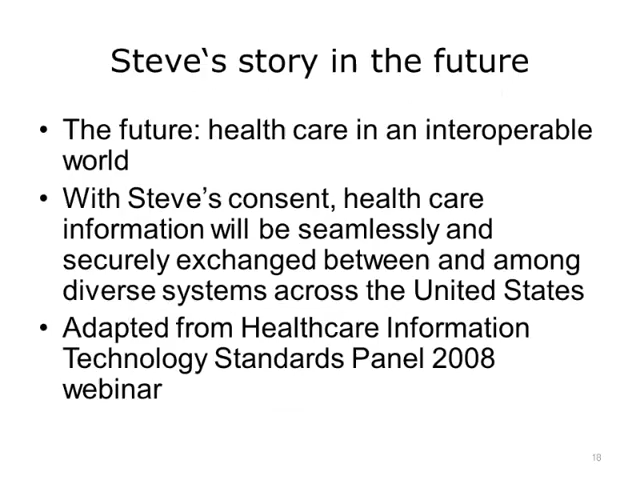 Steve‘s story in the future
• The future: health care in an interoperable
world
• With Steve’s consent, health care
information will be seamlessly and
securely exchanged between and among
diverse systems across the United States
• Adapted from Healthcare Information
Technology Standards Panel 2008
webinar
18